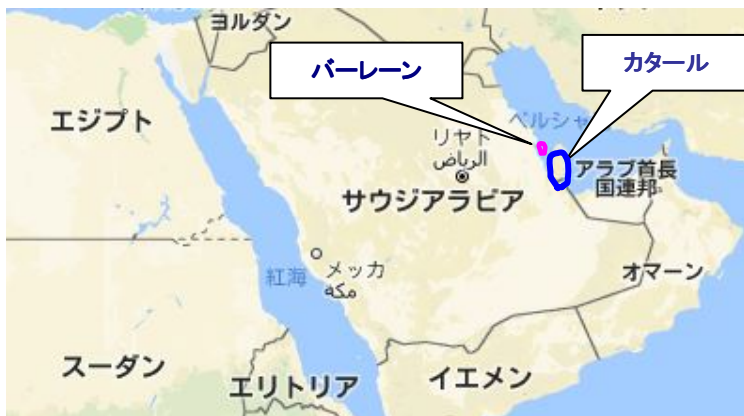 ヨルダン
バーレーン
カタール
エジプト
ペルシャ
リヤド
الرياض
アラブ首長
国連邦
サウジアラビア
メッカ
مكة
紅海
オマーン
スーダン
エリトリア
イエメン